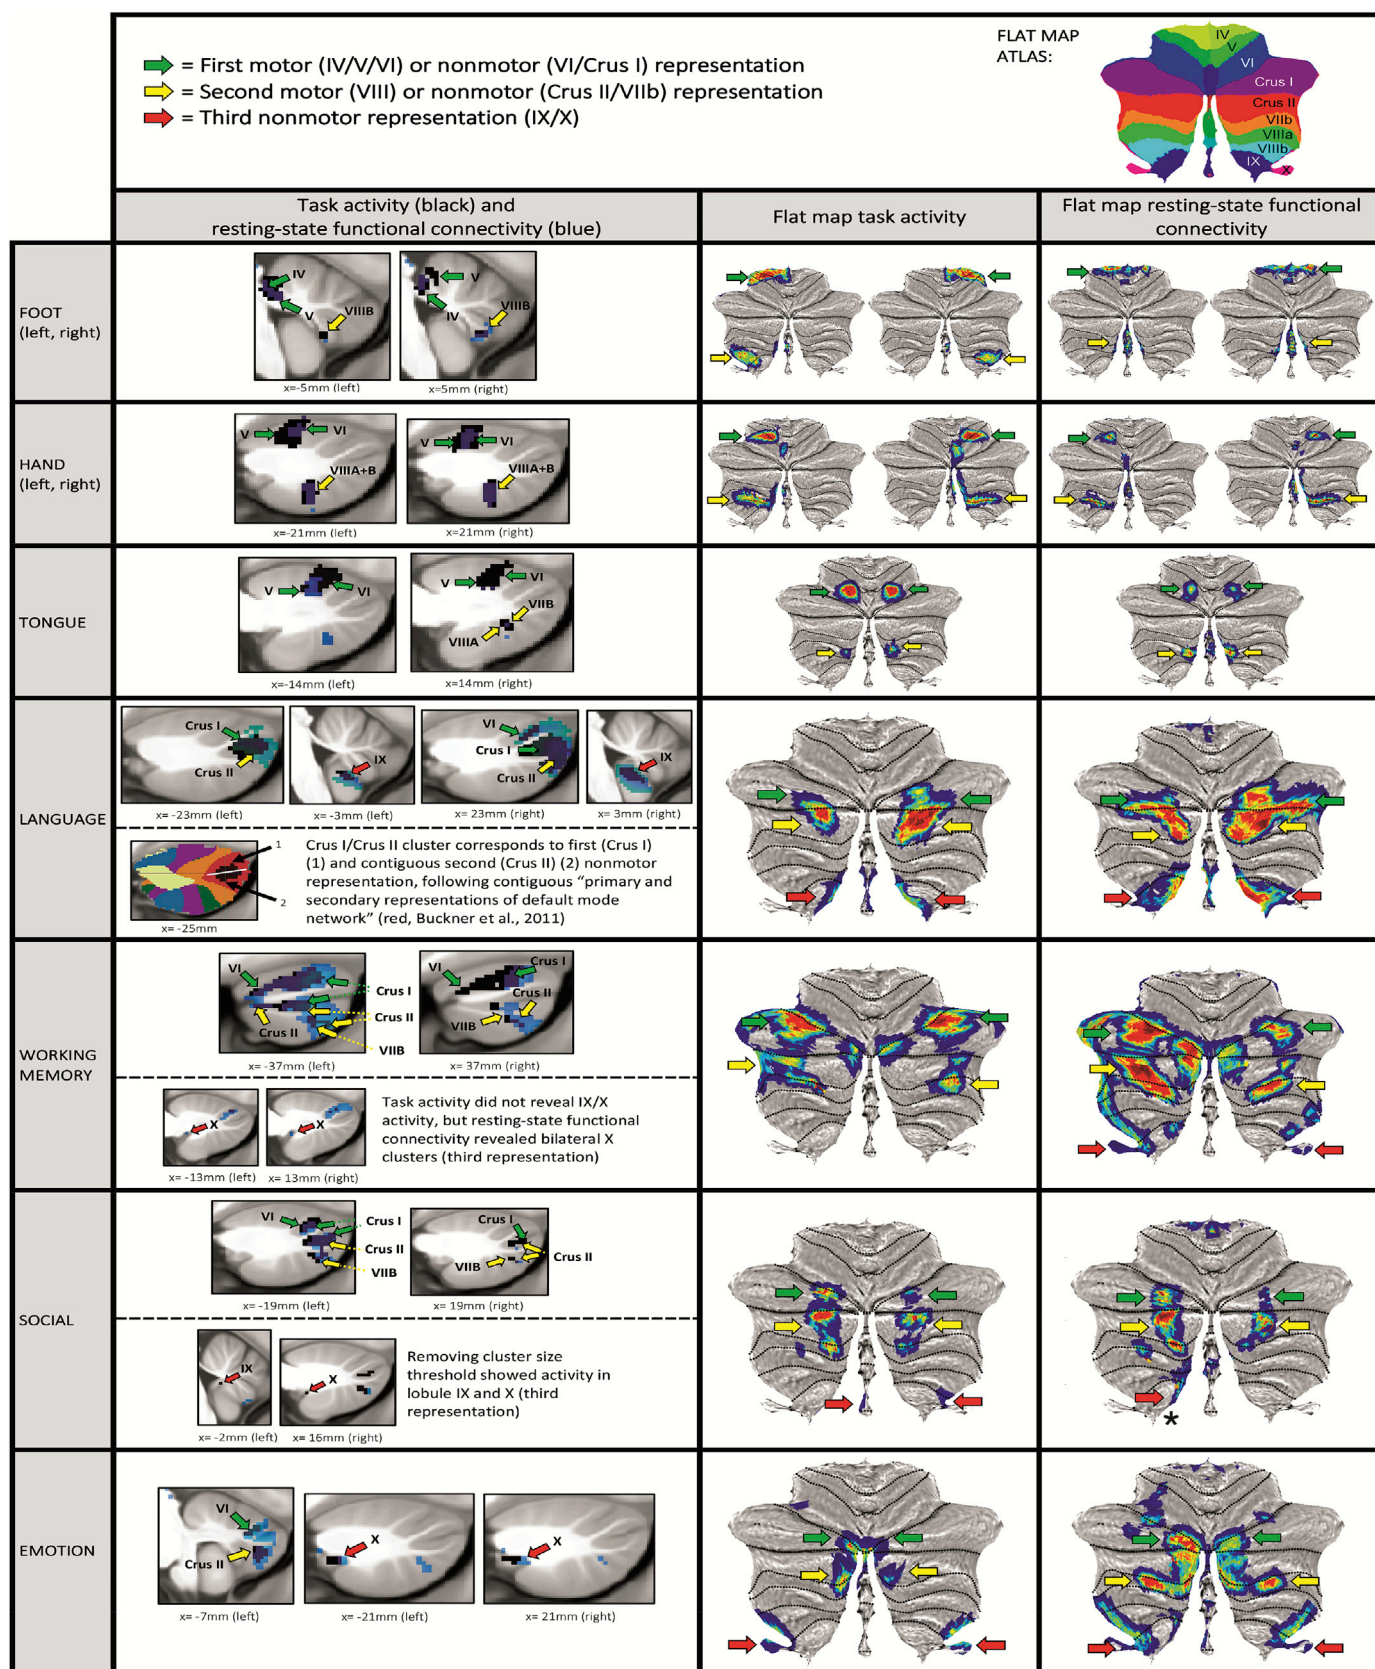 = First motor (IV/V/VI) or nonmotor (VI/Crus I) representation
= Second motor (VIII) or nonmotor (Crus II/VIIb) representation
= Third nonmotor representation (IX/X)
FLAT MAP
ATLAS:
IV
V
VI
Crus I
Crus II
VIIb
VIIIa
VIIIb
IX
X
Task activity (black) and
resting-state functional connectivity (blue)
Flat map task activity
Flat map resting-state functional
connectivity
FOOT
(left, right)
IV
V
VIIIB
x=-5mm (left)
V
IV
VIIIB
x=5mm (right)
HAND
(left, right)
V
VI
VIIIA+B
x=-21mm (left)
V
VI
VIIIA+B
x=21mm (right)
TONGUE
V
VI
x=-14mm (left)
V
VI
VIIB
VIIIA
x=14mm (right)
LANGUAGE
Crus I
Crus II
x= -23mm (left)
IX
x= -3mm (left)
VI
Crus I
Crus II
x= 23mm (right)
IX
x= 3mm (right)
1
2
x= -25mm
Crus I/Crus II cluster corresponds to first (Crus I)
(1) and contiguous second (Crus II) (2) nonmotor
representation, following contiguous “primary and
secondary representations of default mode
network” (red, Buckner et al., 2011)
WORKING
MEMORY
VI
Crus I
Crus II
Crus II
VIIB
x= -37mm (left)
VI
Crus I
Crus II
VIIB
x= 37mm (right)
X
x= -13mm (left)
X
x= 13mm (right)
Task activity did not reveal IX/X
activity, but resting-state functional
connectivity revealed bilateral X
clusters (third representation)
SOCIAL
VI
Crus I
Crus II
VIIB
x= -19mm (left)
Crus I
VIIB
Crus II
x= 19mm (right)
IX
x= -2mm (left)
X
x= 16mm (right)
Removing cluster size
threshold showed activity in
lobule IX and X (third
representation)
*
EMOTION
VI
Crus II
x= -7mm (left)
X
x= -21mm (left)
X
x= 21mm (right)